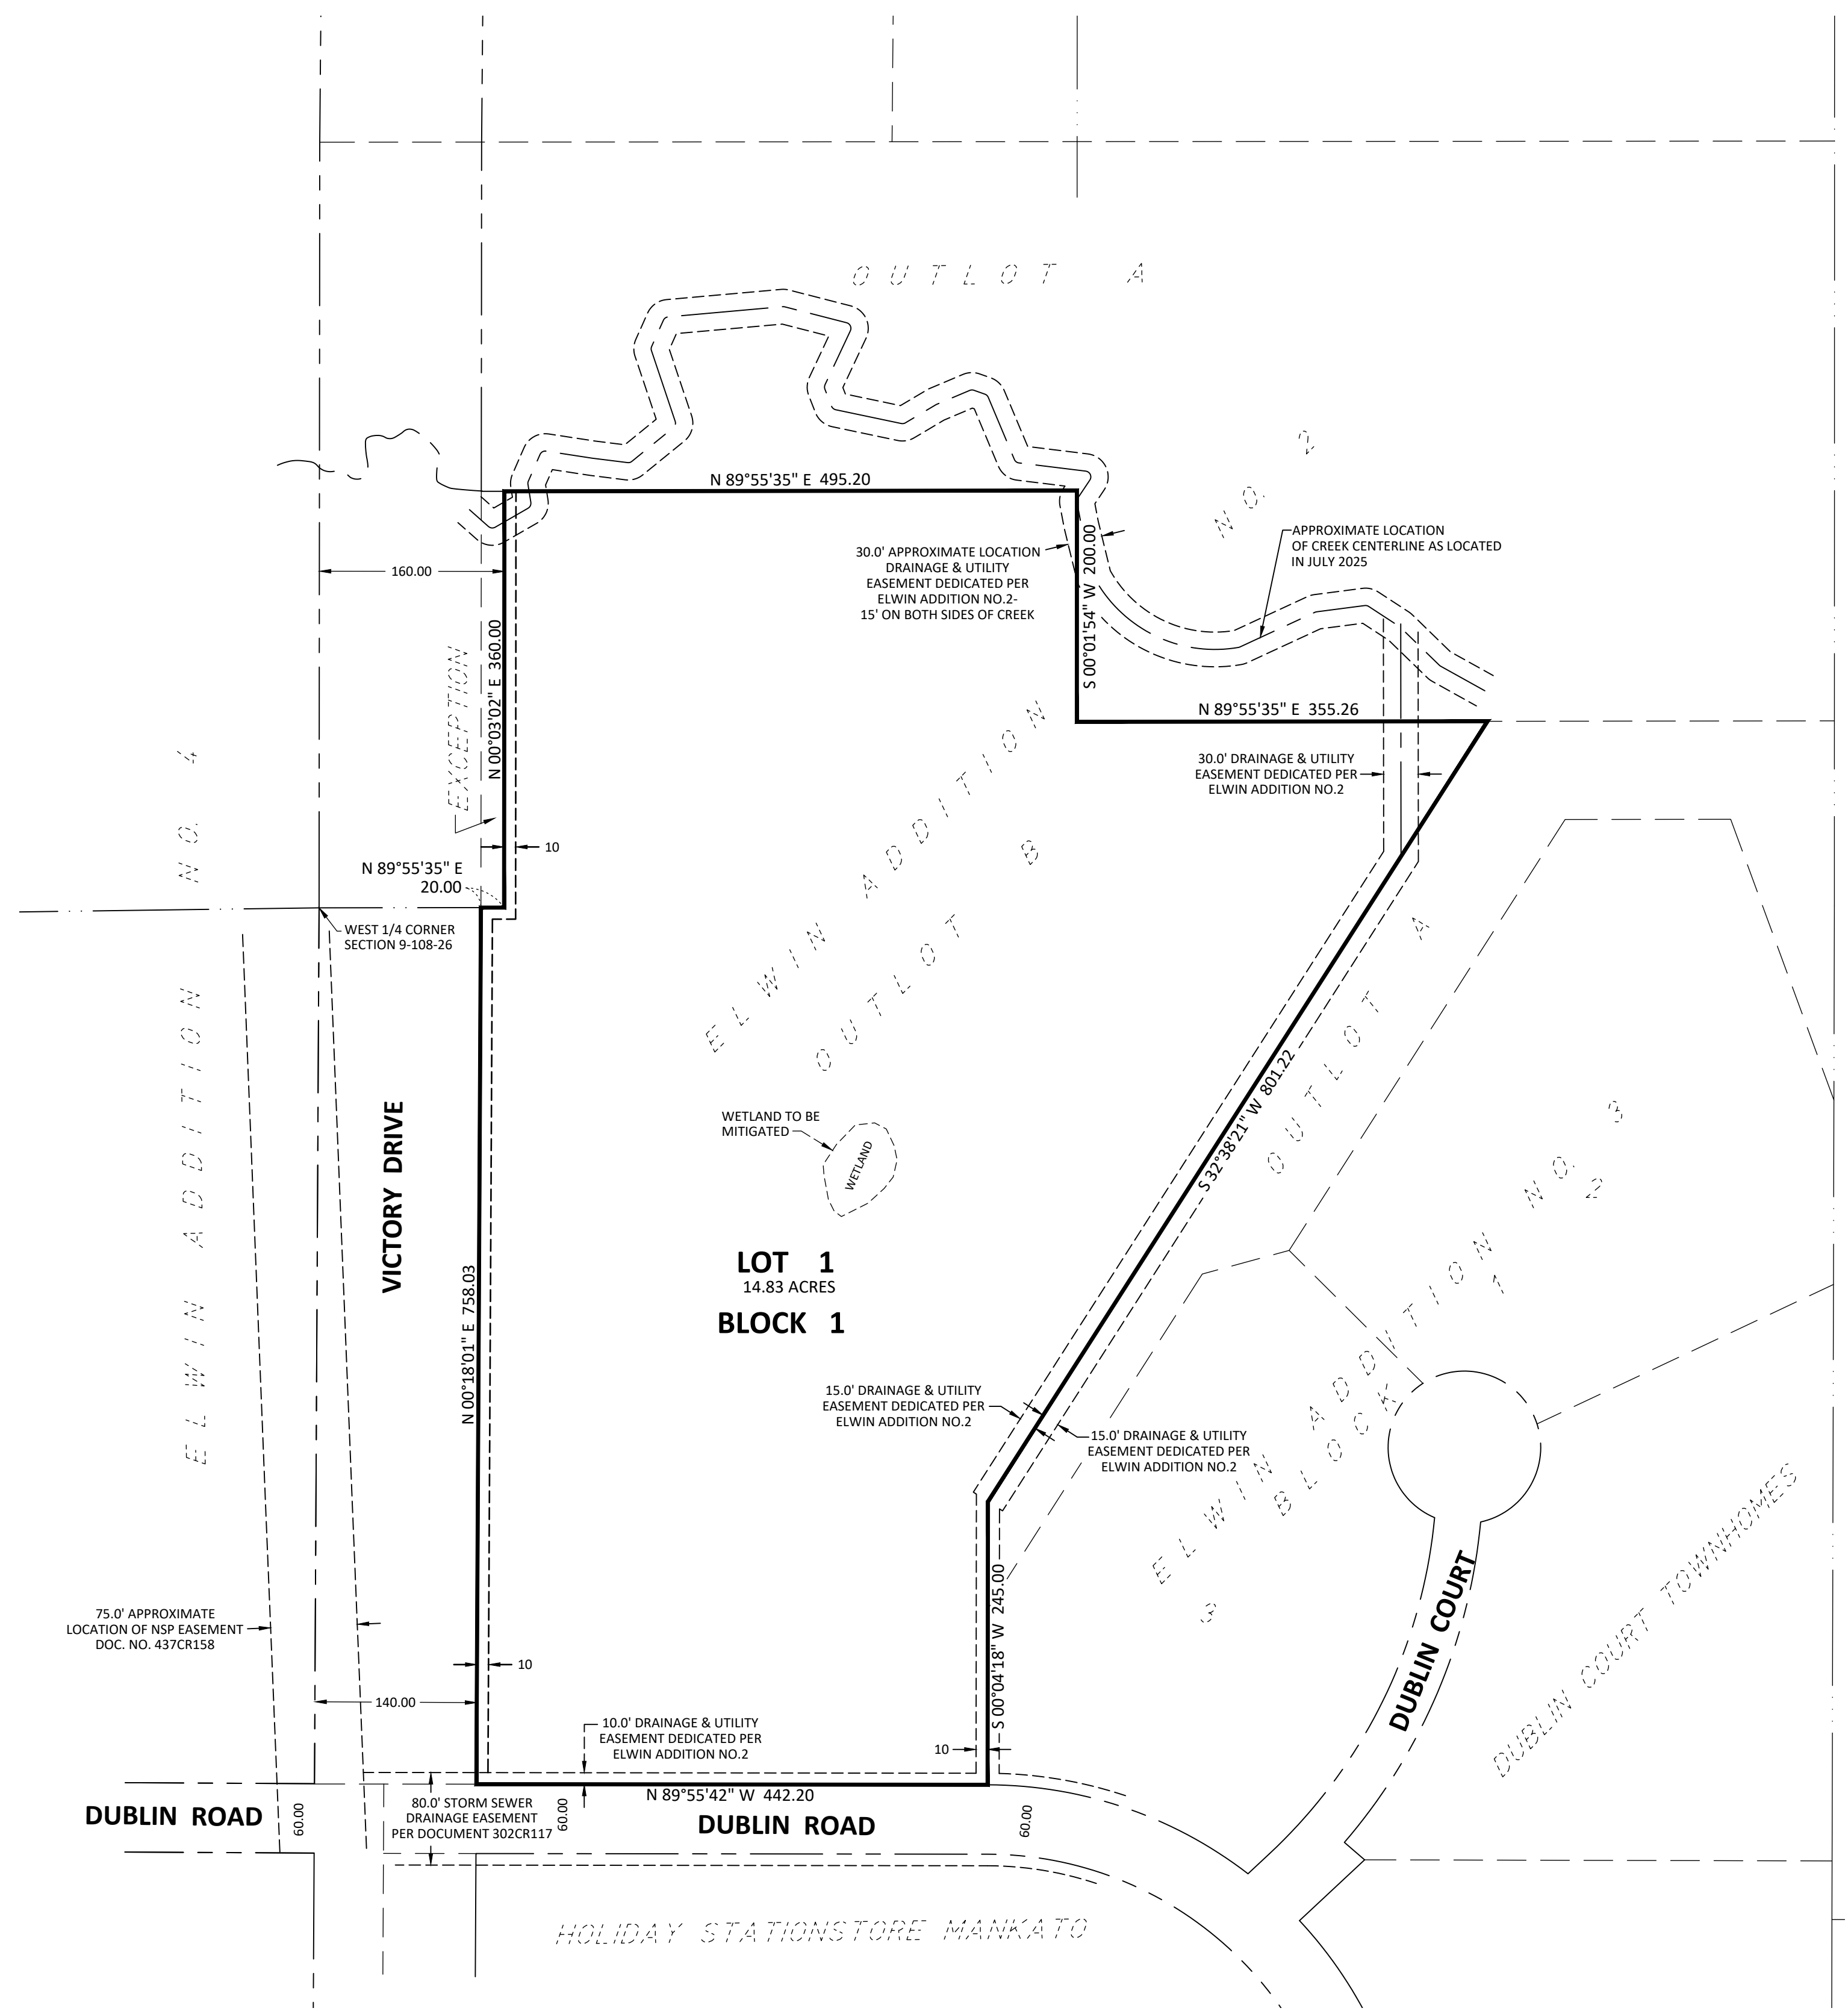 OUTLOT A
NO. 2
N 89°55'35" E 495.20
30.0' APPROXIMATE LOCATION
DRAINAGE & UTILITY
EASEMENT DEDICATED PER
ELWIN ADDITION NO.2-
15' ON BOTH SIDES OF CREEK
S 00°01'54" W 200.00
APPROXIMATE LOCATION
OF CREEK CENTERLINE AS LOCATED
IN JULY 2025
160.00
EXCEPTION
N 00°03'02" E 360.00
N 89°55'35" E 355.26
30.0' DRAINAGE & UTILITY
EASEMENT DEDICATED PER
ELWIN ADDITION NO.2
10
N 89°55'35" E
20.00
WEST 1/4 CORNER
SECTION 9-108-26
ELWIN ADDITION NO. 4
ELWIN ADDITION
OUTLOT B
OUTLOT A
VICTORY DRIVE
WETLAND TO BE
MITIGATED
WETLAND
S 32°38'21" W 801.22
LOT 1
14.83 ACRES
BLOCK 1
N 00°18'01" E 758.03
15.0' DRAINAGE & UTILITY
EASEMENT DEDICATED PER
ELWIN ADDITION NO.2
15.0' DRAINAGE & UTILITY
EASEMENT DEDICATED PER
ELWIN ADDITION NO.2
ELWIN ADDITION NO. 3
BLOCK 1
2
3
DUBLIN COURT
DUBLIN COURT TOWNHOMES
75.0' APPROXIMATE
LOCATION OF NSP EASEMENT
DOC. NO. 437CR158
10
140.00
S 00°04'18" W 245.00
10.0' DRAINAGE & UTILITY
EASEMENT DEDICATED PER
ELWIN ADDITION NO.2
10
N 89°55'42" W 442.20
80.0' STORM SEWER
DRAINAGE EASEMENT
PER DOCUMENT 302CR117
DUBLIN ROAD
60.00
60.00
DUBLIN ROAD
60.00
HOLIDAY STATIONSTORE MANKATO